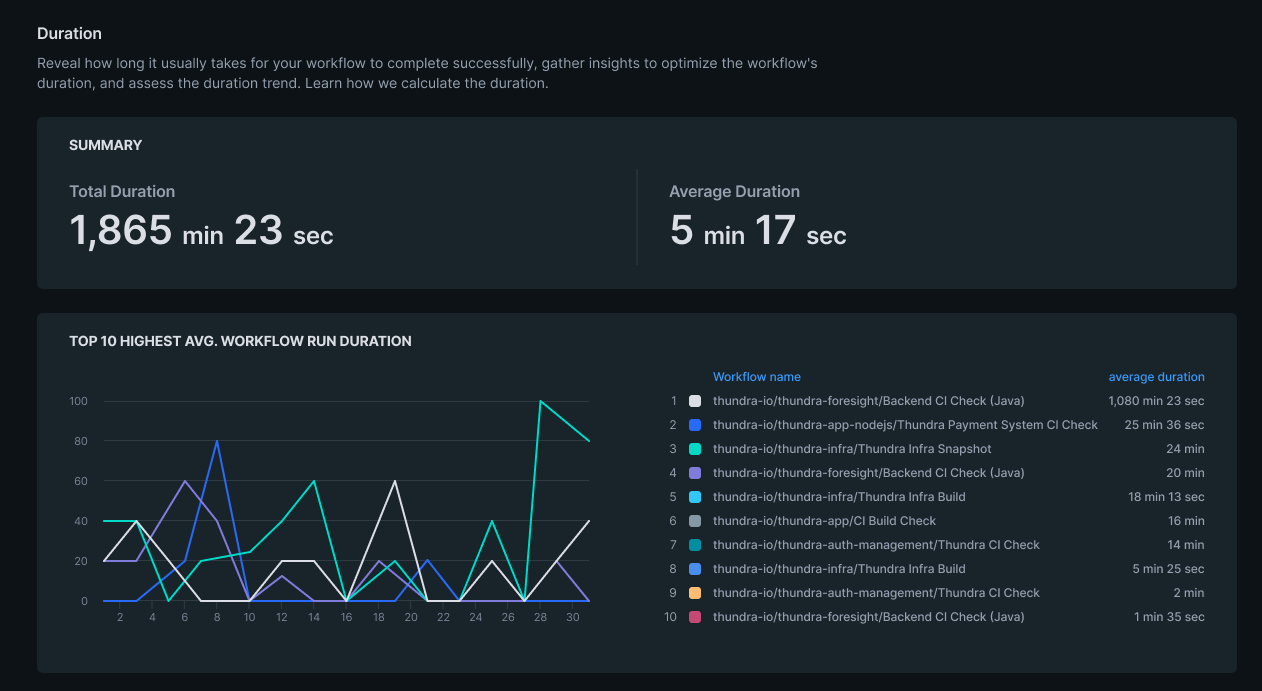 Duration
Reveal how long it usually takes for your workflow to complete successfully, gather insights to optimize the workflow's
duration, and assess the duration trend. Learn how we calculate the duration.
SUMMARY
Total Duration
1,865 min 23 sec
Average Duration
5 min 17 sec
TOP 10 HIGHEST AVG. WORKFLOW RUN DURATION
100
80
60
40
20
0
2 4 6 8 10 12 14 16 18 20 22 24 26 28 30
Workflow name average duration
1 thundra-io/thundra-foresight/Backend CI Check (Java) 1,080 min 23 sec
2 thundra-io/thundra-app-nodejs/Thundra Payment System CI Check 25 min 36 sec
3 thundra-io/thundra-infra/Thundra Infra Snapshot 24 min
4 thundra-io/thundra-foresight/Backend CI Check (Java) 20 min
5 thundra-io/thundra-infra/Thundra Infra Build 18 min 13 sec
6 thundra-io/thundra-app/CI Build Check 16 min
7 thundra-io/thundra-auth-management/Thundra CI Check 14 min
8 thundra-io/thundra-infra/Thundra Infra Build 5 min 25 sec
9 thundra-io/thundra-auth-management/Thundra CI Check 2 min
10 thundra-io/thundra-foresight/Backend CI Check (Java) 1 min 35 sec